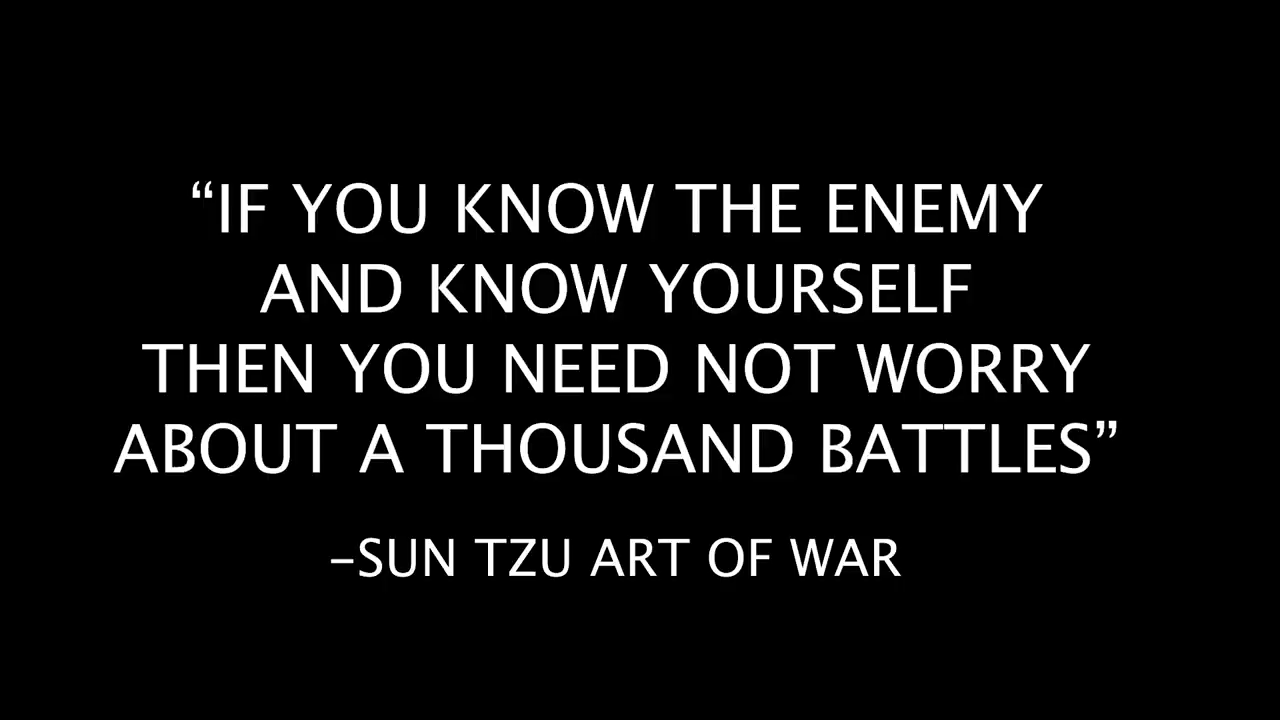 “IF YOU KNOW THE ENEMY
AND KNOW YOURSELF
THEN YOU NEED NOT WORRY
ABOUT A THOUSAND BATTLES”
–SUN TZU ART OF WAR